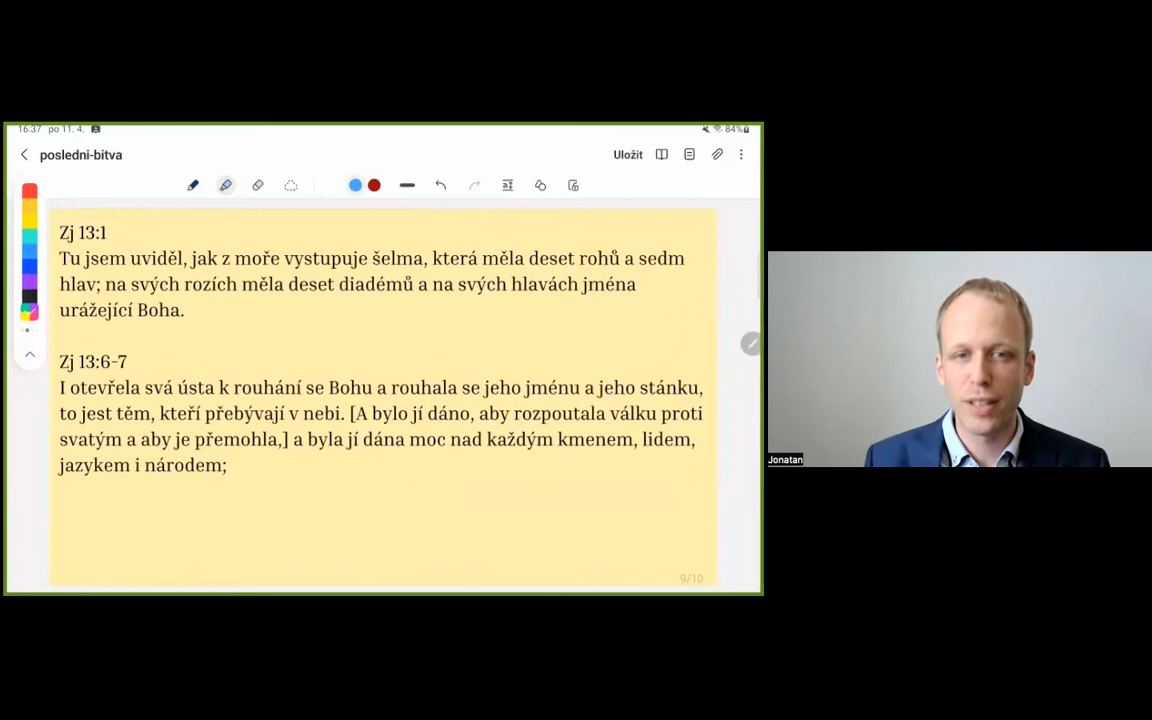 16:37 po 11. 4.
84%
posledni-bitva
Uložit
Zj 13:1
Tu jsem uviděl, jak z moře vystupuje šelma, která měla deset rohů a sedm
hlav; na svých rozích měla deset diadémů a na svých hlavách jména
urážející Boha.
Zj 13:6-7
I otevřela svá ústa k rouhání se Bohu a rouhala se jeho jménu a jeho stánku,
to jest těm, kteří přebývají v nebi. [A bylo jí dáno, aby rozpoutala válku proti
svatým a aby je přemohla,] a byla jí dána moc nad každým kmenem, lidem,
jazykem i národem;
9/10
Jonatan